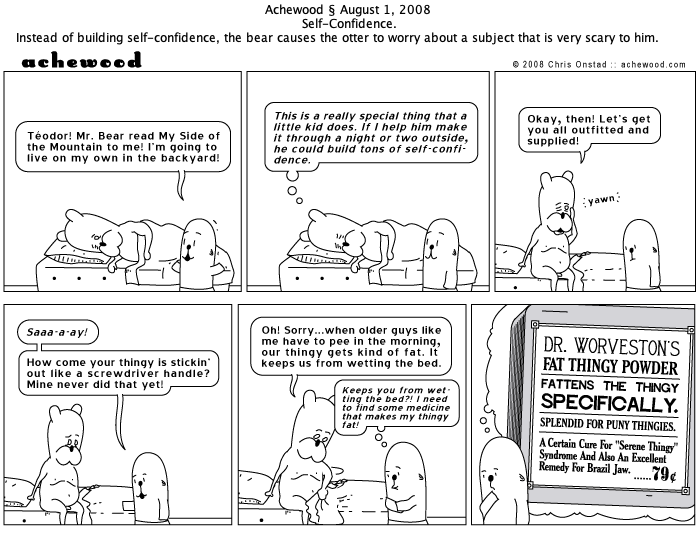 Achewood § August 1, 2008
Self-Confidence.
Instead of building self-confidence, the bear causes the otter to worry about a subject that is very scary to him.
achewood
© 2008 Chris Onstad :: achewood.com
Téodor! Mr. Bear read My Side of
the Mountain to me! I'm going to
live on my own in the backyard!
This is a really special thing that a
little kid does. If I help him make
it through a night or two outside,
he could build tons of self-confi-
dence.
Okay, then! Let's get
you all outfitted and
supplied!
yawn
Saaa-a-ay!
How come your thingy is stickin'
out like a screwdriver handle?
Mine never did that yet!
Oh! Sorry...when older guys like
me have to pee in the morning,
our thingy gets kind of fat. It
keeps us from wetting the bed.
Keeps you from wet-
ting the bed?! I need
to find some medicine
that makes my thingy
fat!
DR. WORVESTON'S
FAT THINGY POWDER
FATTENS THE THINGY
SPECIFICALLY.
SPLENDID FOR PUNY THINGIES.
A Certain Cure For "Serene Thingy"
Syndrome And Also An Excellent
Remedy For Brazil Jaw. ......79¢